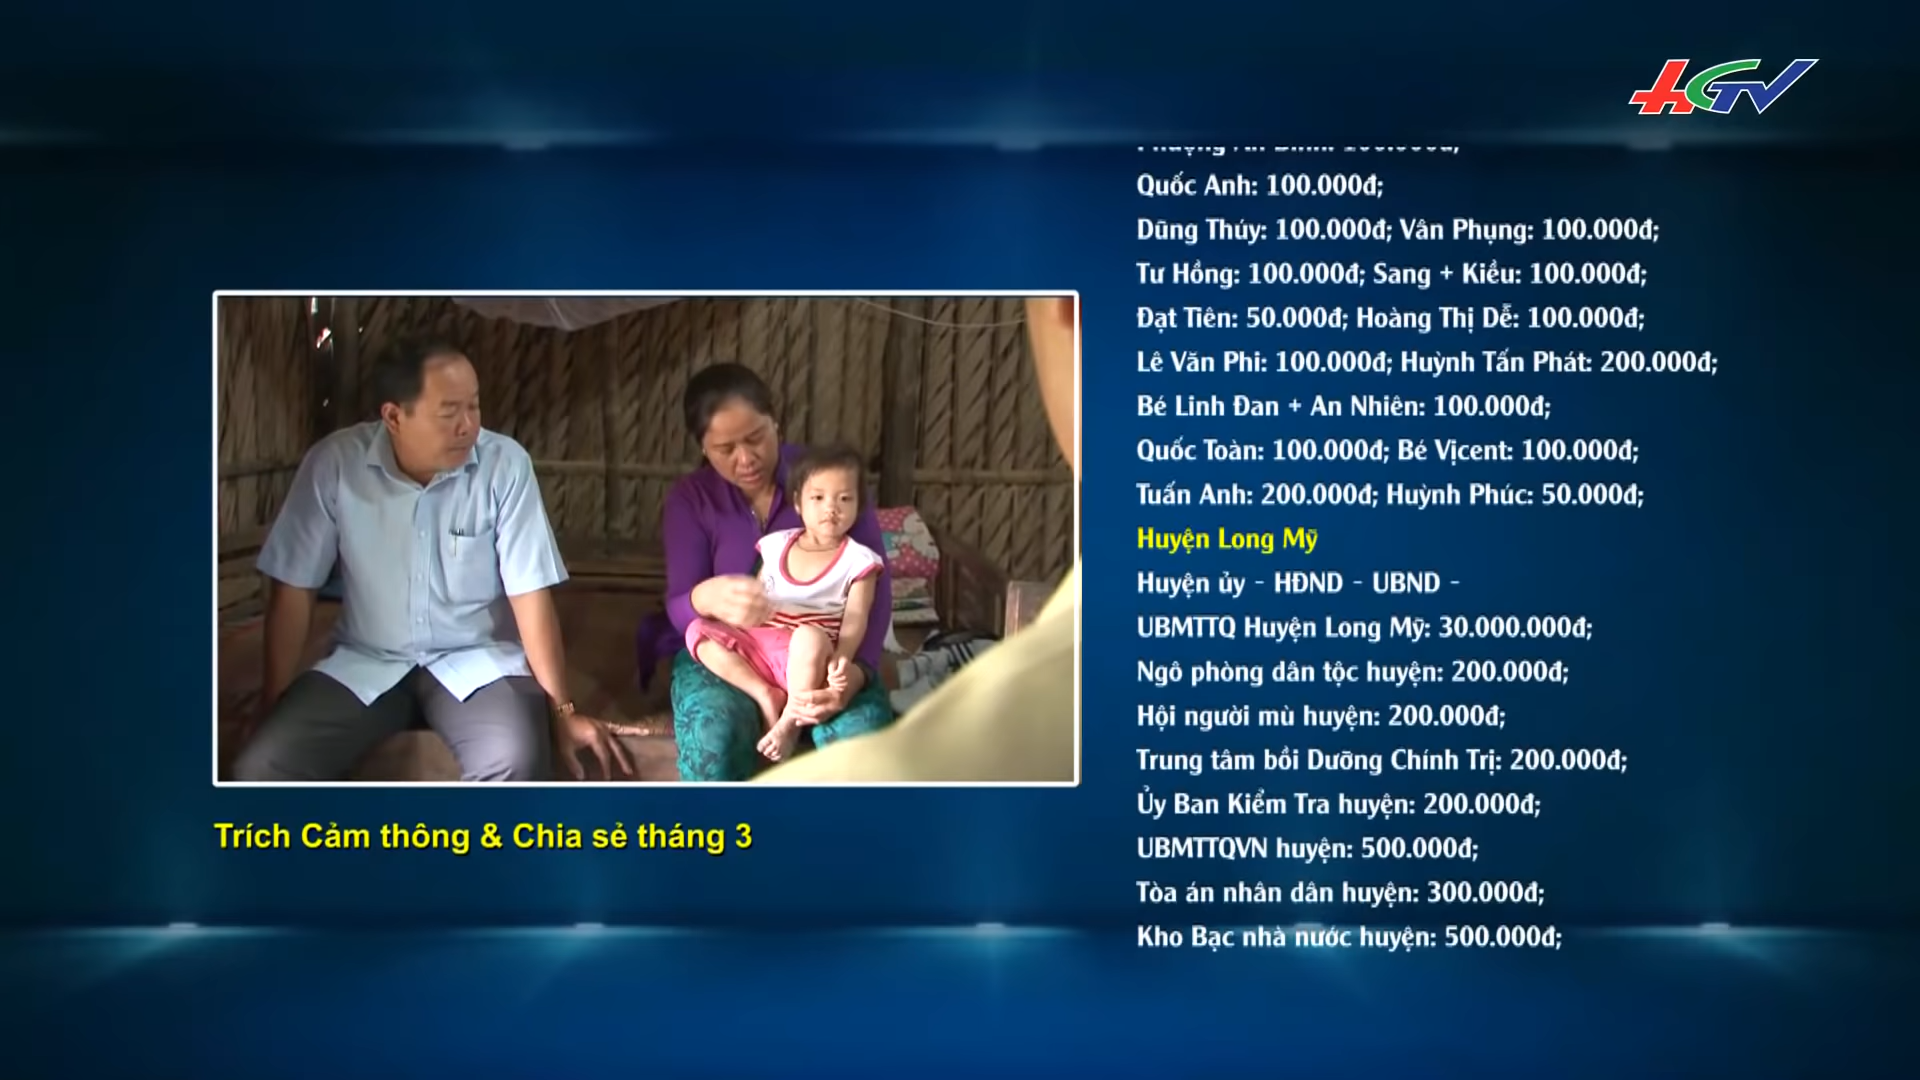 HGTV
Quốc Anh: 100.000đ;
Dũng Thúy: 100.000đ; Vân Phụng: 100.000đ;
Tư Hồng: 100.000đ; Sang + Kiều: 100.000đ;
Đạt Tiên: 50.000đ; Hoàng Thị Dễ: 100.000đ;
Lê Văn Phi: 100.000đ; Huỳnh Tấn Phát: 200.000đ;
Bé Linh Đan + An Nhiên: 100.000đ;
Quốc Toàn: 100.000đ; Bé Vịcent: 100.000đ;
Tuấn Anh: 200.000đ; Huỳnh Phúc: 50.000đ;
Huyện Long Mỹ
Huyện ủy - HĐND - UBND -
UBMTTQ Huyện Long Mỹ: 30.000.000đ;
Ngô phòng dân tộc huyện: 200.000đ;
Hội người mù huyện: 200.000đ;
Trung tâm bồi Dưỡng Chính Trị: 200.000đ;
Ủy Ban Kiểm Tra huyện: 200.000đ;
UBMTTQVN huyện: 500.000đ;
Tòa án nhân dân huyện: 300.000đ;
Kho Bạc nhà nước huyện: 500.000đ;
Trích Cảm thông & Chia sẻ tháng 3